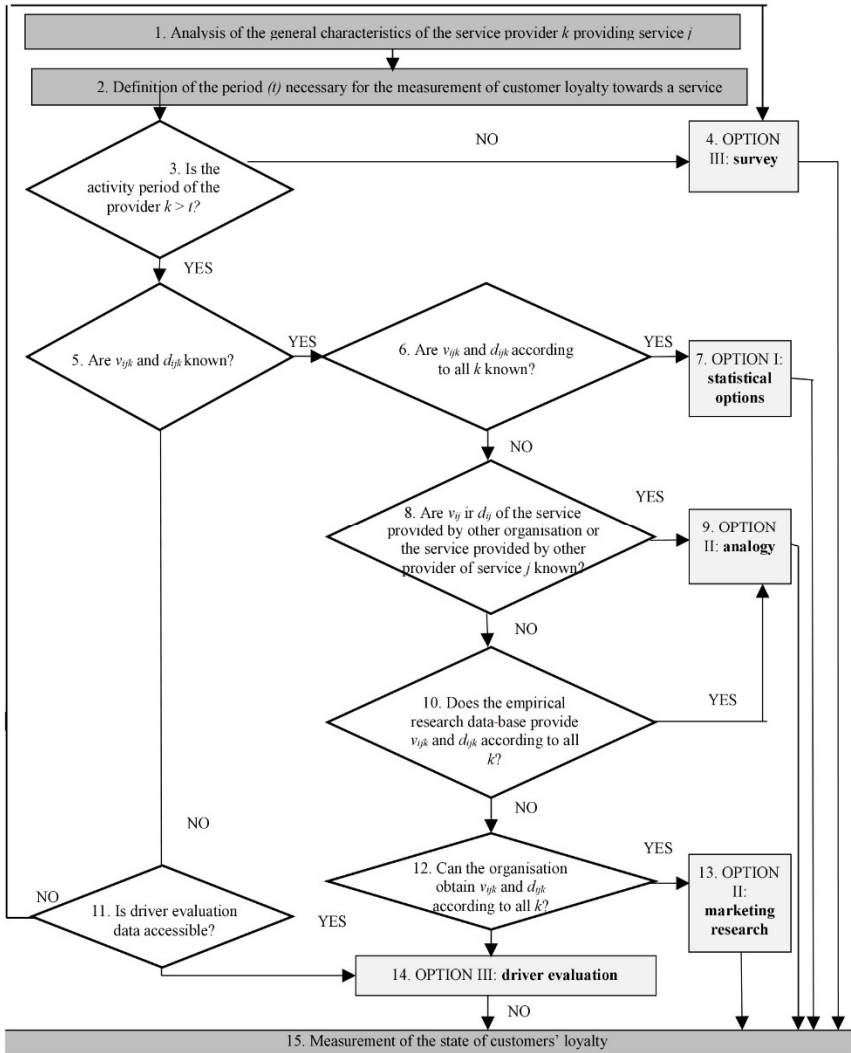 1. Analysis of the general characteristics of the service provider k providing service j
2. Definition of the period (t) necessary for the measurement of customer loyalty towards a service
NO
3. Is the
activity period of the
provider k > t?
4. OPTION
III: survey
YES
5. Are vijk and dijk known?
YES
6. Are vijk and dijk according
to all k known?
YES
7. OPTION I:
statistical
options
NO
8. Are vij ir dij of the service
provided by other organisation or
the service provided by other
provider of service j known?
YES
9. OPTION
II: analogy
NO
10. Does the empirical
research data-base provide
vijk and dijk according to all
k?
YES
NO
NO
12. Can the organisation
obtain vijk and dijk
according to all k?
YES
13. OPTION
II:
marketing
research
NO
11. Is driver evaluation
data accessible?
YES
14. OPTION III: driver evaluation
NO
15. Measurement of the state of customers' loyalty